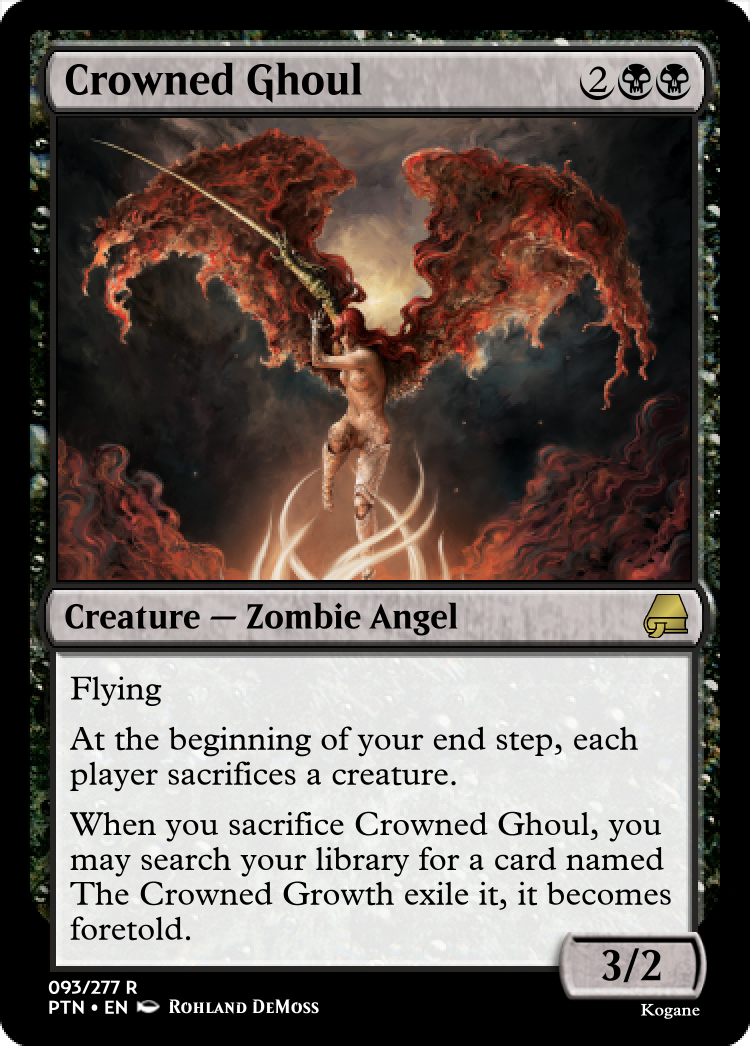 Crowned Ghoul 2
Creature — Zombie Angel
Flying
At the beginning of your end step, each
player sacrifices a creature.
When you sacrifice Crowned Ghoul, you
may search your library for a card named
The Crowned Growth exile it, it becomes
foretold.
3/2
093/277 R
PTN • EN ROHLAND DEMOSS
Kogane